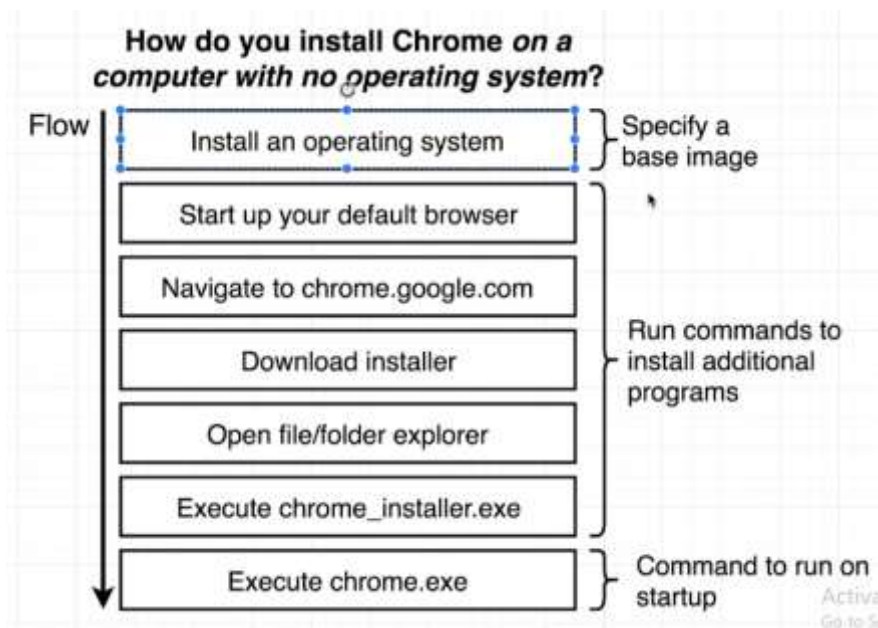 How do you install Chrome on a
computer with no operating system?
Flow
Install an operating system
Specify a
base image
Start up your default browser
Navigate to chrome.google.com
Download installer
Open file/folder explorer
Execute chrome_installer.exe
Run commands to
install additional
programs
Execute chrome.exe
Command to run on
startup
Activa
Go to S